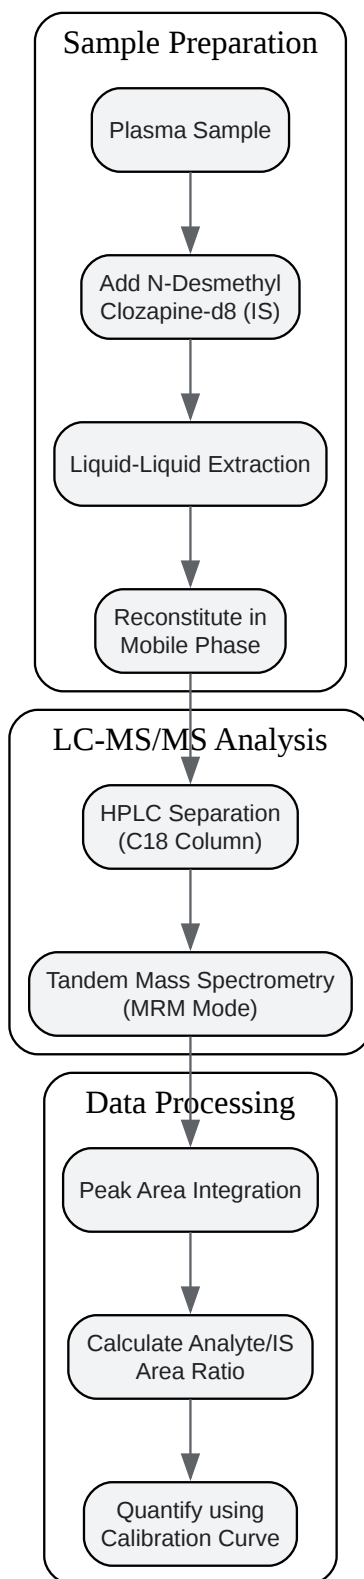 Sample Preparation
Plasma Sample
Add N-Desmethyl
Clozapine-d8 (IS)
Liquid-Liquid Extraction
Reconstitute in
Mobile Phase
LC-MS/MS Analysis
HPLC Separation
(C18 Column)
Tandem Mass Spectrometry
(MRM Mode)
Data Processing
Peak Area Integration
Calculate Analyte/IS
Area Ratio
Quantify using
Calibration Curve